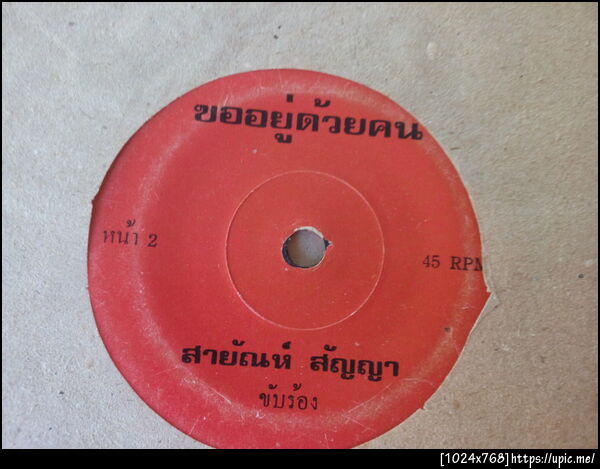 ขออยู่ด้วยคน
หน้า 2
45 RPM
สายัณห์ สัญญา
ขับร้อง
[1024x768]https://upic.me/